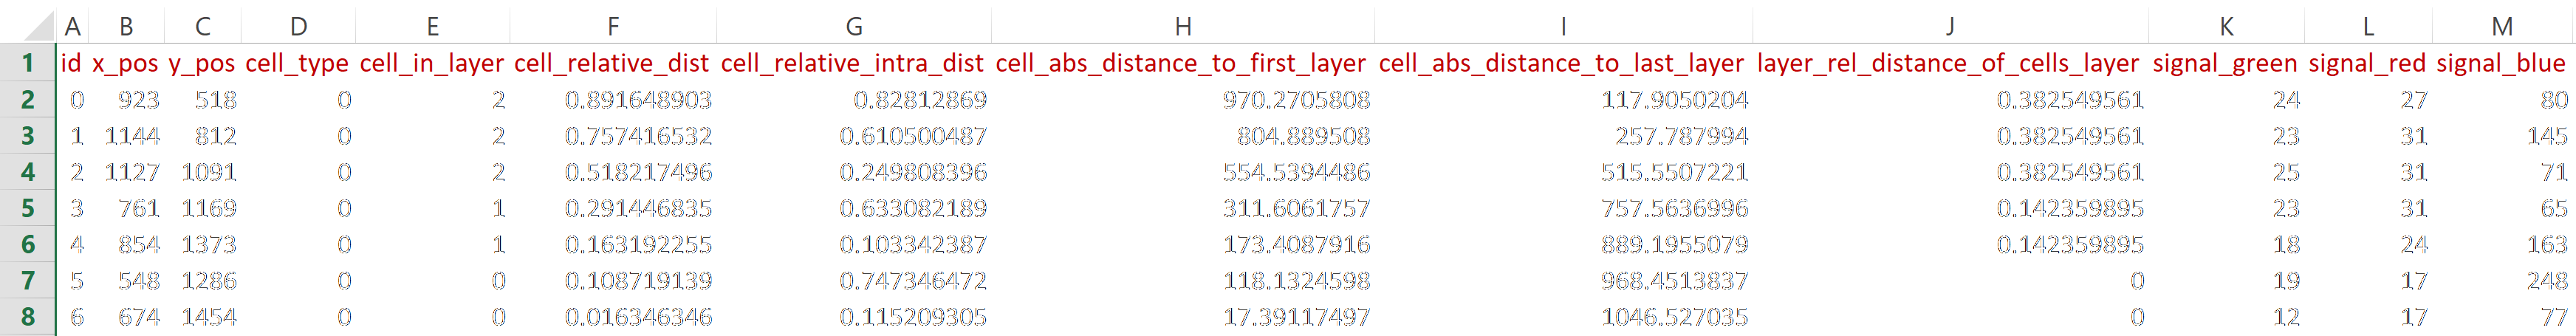 A B C D E F G H I J K L M
1 id x_pos y_pos cell_type cell_in_layer cell_relative_dist cell_relative_intra_dist cell_abs_distance_to_first_layer cell_abs_distance_to_last_layer layer_rel_distance_of_cells_layer signal_green signal_red signal_blue
2 0 923 518 0 2 0.891648903 0.82812869 970.2705808 117.9050204 0.382549561 24 27 80
3 1 1144 812 0 2 0.757416532 0.610500487 804.889508 257.787994 0.382549561 23 31 145
4 2 1127 1091 0 2 0.518217496 0.249808396 554.5394486 515.5507221 0.382549561 25 31 71
5 3 761 1169 0 1 0.291446835 0.633082189 311.6061757 757.5636996 0.142359895 23 31 65
6 4 854 1373 0 1 0.163192255 0.103342387 173.4087916 889.1955079 0.142359895 18 24 163
7 5 548 1286 0 0 0.108719139 0.747346472 118.1324598 968.4513837 0 19 17 248
8 6 674 1454 0 0 0.016346346 0.115209305 17.39117497 1046.527035 0 12 17 77